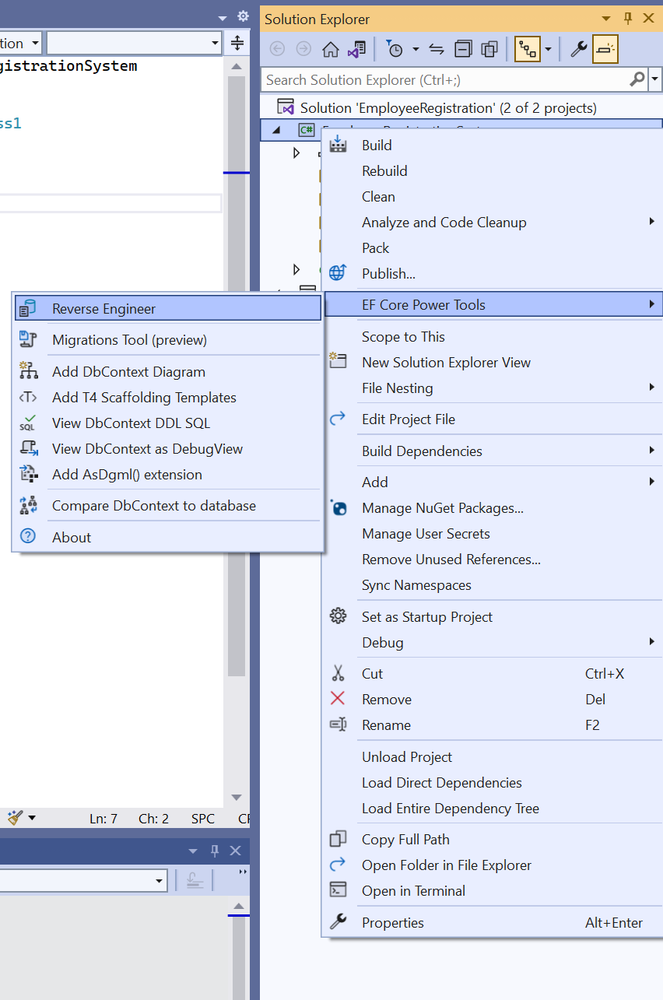 Solution Explorer
tion
gistrationSystem
Search Solution Explorer (Ctrl+;)
ss1
Solution 'EmployeeRegistration' (2 of 2 projects)
C#
Build
Rebuild
Clean
Analyze and Code Cleanup
Pack
Publish...
EF Core Power Tools
Reverse Engineer
Migrations Tool (preview)
Add DbContext Diagram
<T> Add T4 Scaffolding Templates
SQL View DbContext DDL SQL
View DbContext as DebugView
Add AsDgml() extension
Compare DbContext to database
? About
Scope to This
New Solution Explorer View
File Nesting
Edit Project File
Build Dependencies
Add
Manage NuGet Packages...
Manage User Secrets
Remove Unused References...
Sync Namespaces
Set as Startup Project
Debug
Cut Ctrl+X
Remove Del
Rename F2
Unload Project
Load Direct Dependencies
Load Entire Dependency Tree
Ln: 7 Ch: 2 SPC
Copy Full Path
Open Folder in File Explorer
Open in Terminal
Properties Alt+Enter